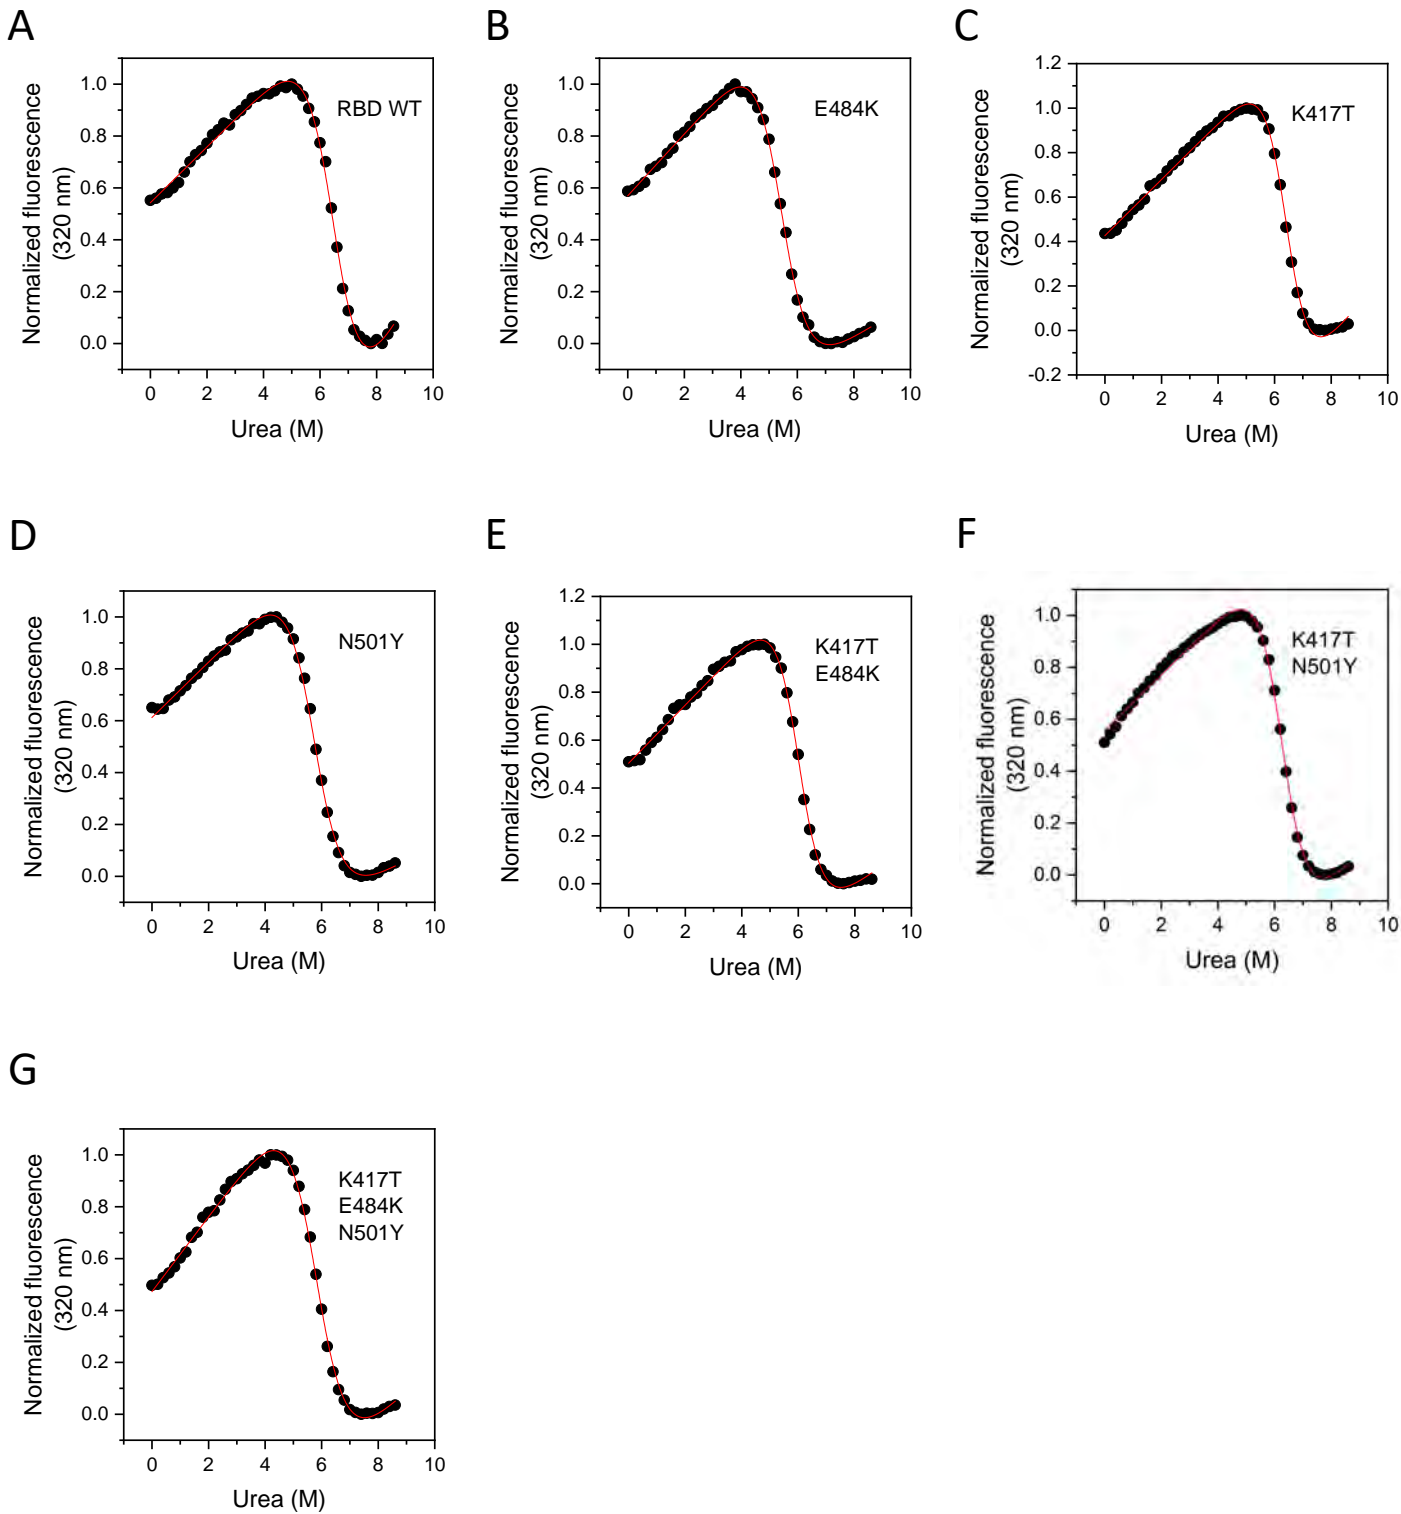 A
Normalized fluorescence
(320 nm)
1.0
0.8
0.6
0.4
0.2
0.0
RBD WT
0 2 4 6 8 10
Urea (M)
B
Normalized fluorescence
(320 nm)
1.0
0.8
0.6
0.4
0.2
0.0
E484K
0 2 4 6 8 10
Urea (M)
C
Normalized fluorescence
(320 nm)
1.2
1.0
0.8
0.6
0.4
0.2
0.0
-0.2
K417T
0 2 4 6 8 10
Urea (M)
D
Normalized fluorescence
(320 nm)
1.0
0.8
0.6
0.4
0.2
0.0
N501Y
0 2 4 6 8 10
Urea (M)
E
Normalized fluorescence
(320 nm)
1.2
1.0
0.8
0.6
0.4
0.2
0.0
K417T
E484K
0 2 4 6 8 10
Urea (M)
F
Normalized fluorescence
(320 nm)
1.0
0.8
0.6
0.4
0.2
0.0
K417T
N501Y
0 2 4 6 8 10
Urea (M)
G
Normalized fluorescence
(320 nm)
1.0
0.8
0.6
0.4
0.2
0.0
K417T
E484K
N501Y
0 2 4 6 8 10
Urea (M)